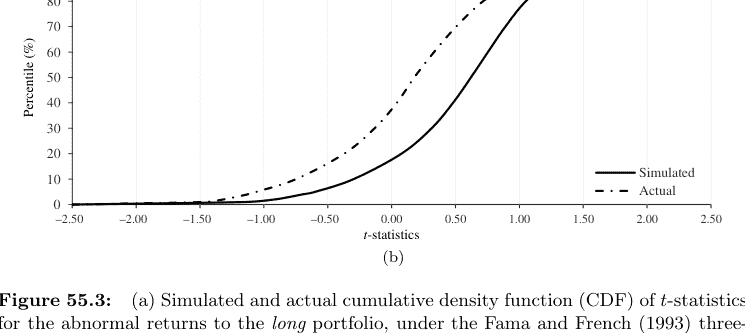 80
70
60
50
40
30
20
10
0
Percentile (%)
Simulated
Actual
–2.50 –2.00 –1.50 –1.00 –0.50 0.00 0.50 1.00 1.50 2.00 2.50
t-statistics
(b)
Figure 55.3: (a) Simulated and actual cumulative density function (CDF) of t-statistics
for the abnormal returns to the long portfolio, under the Fama and French (1993) three-